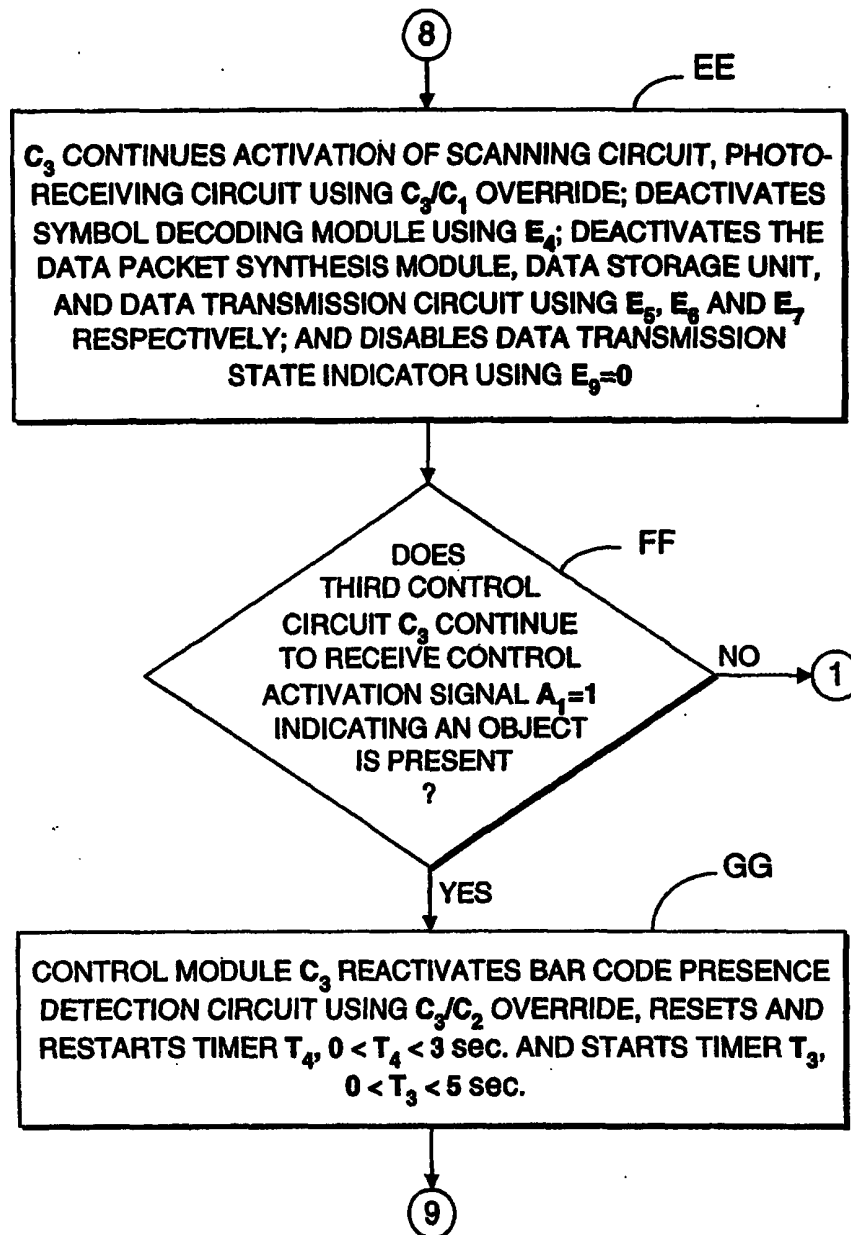 8
EE
C3 CONTINUES ACTIVATION OF SCANNING CIRCUIT, PHOTO-
RECEIVING CIRCUIT USING C3/C1 OVERRIDE; DEACTIVATES
SYMBOL DECODING MODULE USING E4; DEACTIVATES THE
DATA PACKET SYNTHESIS MODULE, DATA STORAGE UNIT,
AND DATA TRANSMISSION CIRCUIT USING E5, E6 AND E7
RESPECTIVELY; AND DISABLES DATA TRANSMISSION
STATE INDICATOR USING E9=0
FF
DOES
THIRD CONTROL
CIRCUIT C3 CONTINUE
TO RECEIVE CONTROL
ACTIVATION SIGNAL A1=1
INDICATING AN OBJECT
IS PRESENT
?
NO
1
YES
GG
CONTROL MODULE C3 REACTIVATES BAR CODE PRESENCE
DETECTION CIRCUIT USING C3/C2 OVERRIDE, RESETS AND
RESTARTS TIMER T4, 0 < T4 < 3 sec. AND STARTS TIMER T3,
0 < T3 < 5 sec.
9